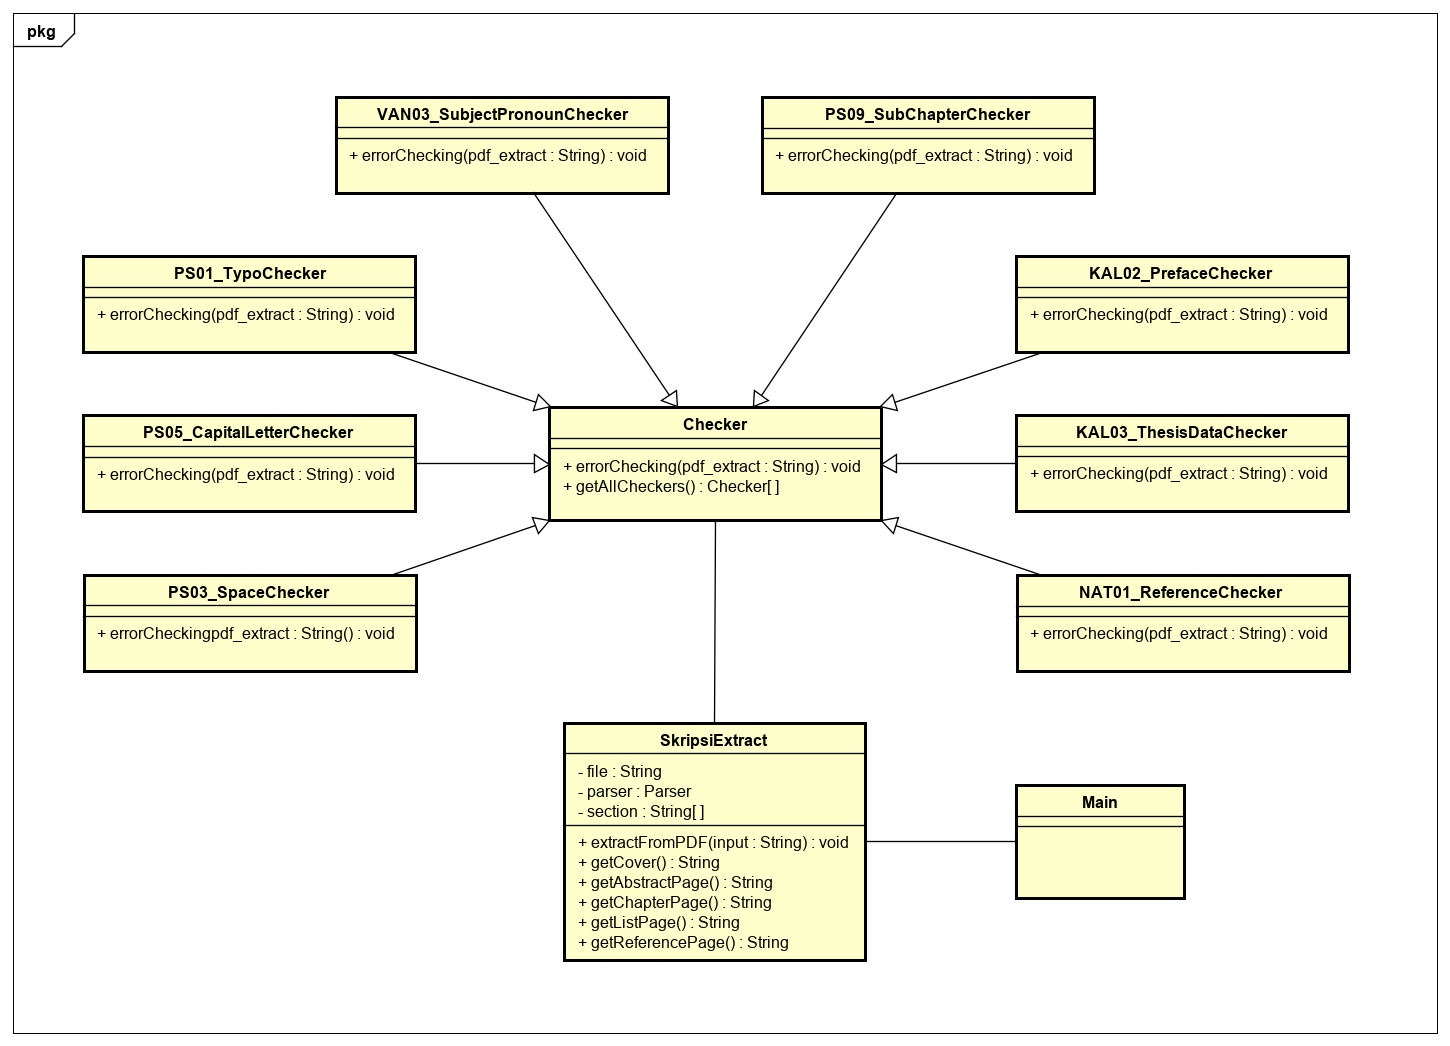 pkg
VAN03_SubjectPronounChecker
+ errorChecking(pdf_extract : String) : void
PS09_SubChapterChecker
+ errorChecking(pdf_extract : String) : void
PS01_TypoChecker
+ errorChecking(pdf_extract : String) : void
KAL02_PrefaceChecker
+ errorChecking(pdf_extract : String) : void
PS05_CapitalLetterChecker
+ errorChecking(pdf_extract : String) : void
Checker
+ errorChecking(pdf_extract : String) : void
+ getAllCheckers() : Checker[ ]
KAL03_ThesisDataChecker
+ errorChecking(pdf_extract : String) : void
PS03_SpaceChecker
+ errorCheckingpdf_extract : String() : void
NAT01_ReferenceChecker
+ errorChecking(pdf_extract : String) : void
SkripsiExtract
- file : String
- parser : Parser
- section : String[ ]
+ extractFromPDF(input : String) : void
+ getCover() : String
+ getAbstractPage() : String
+ getChapterPage() : String
+ getListPage() : String
+ getReferencePage() : String
Main